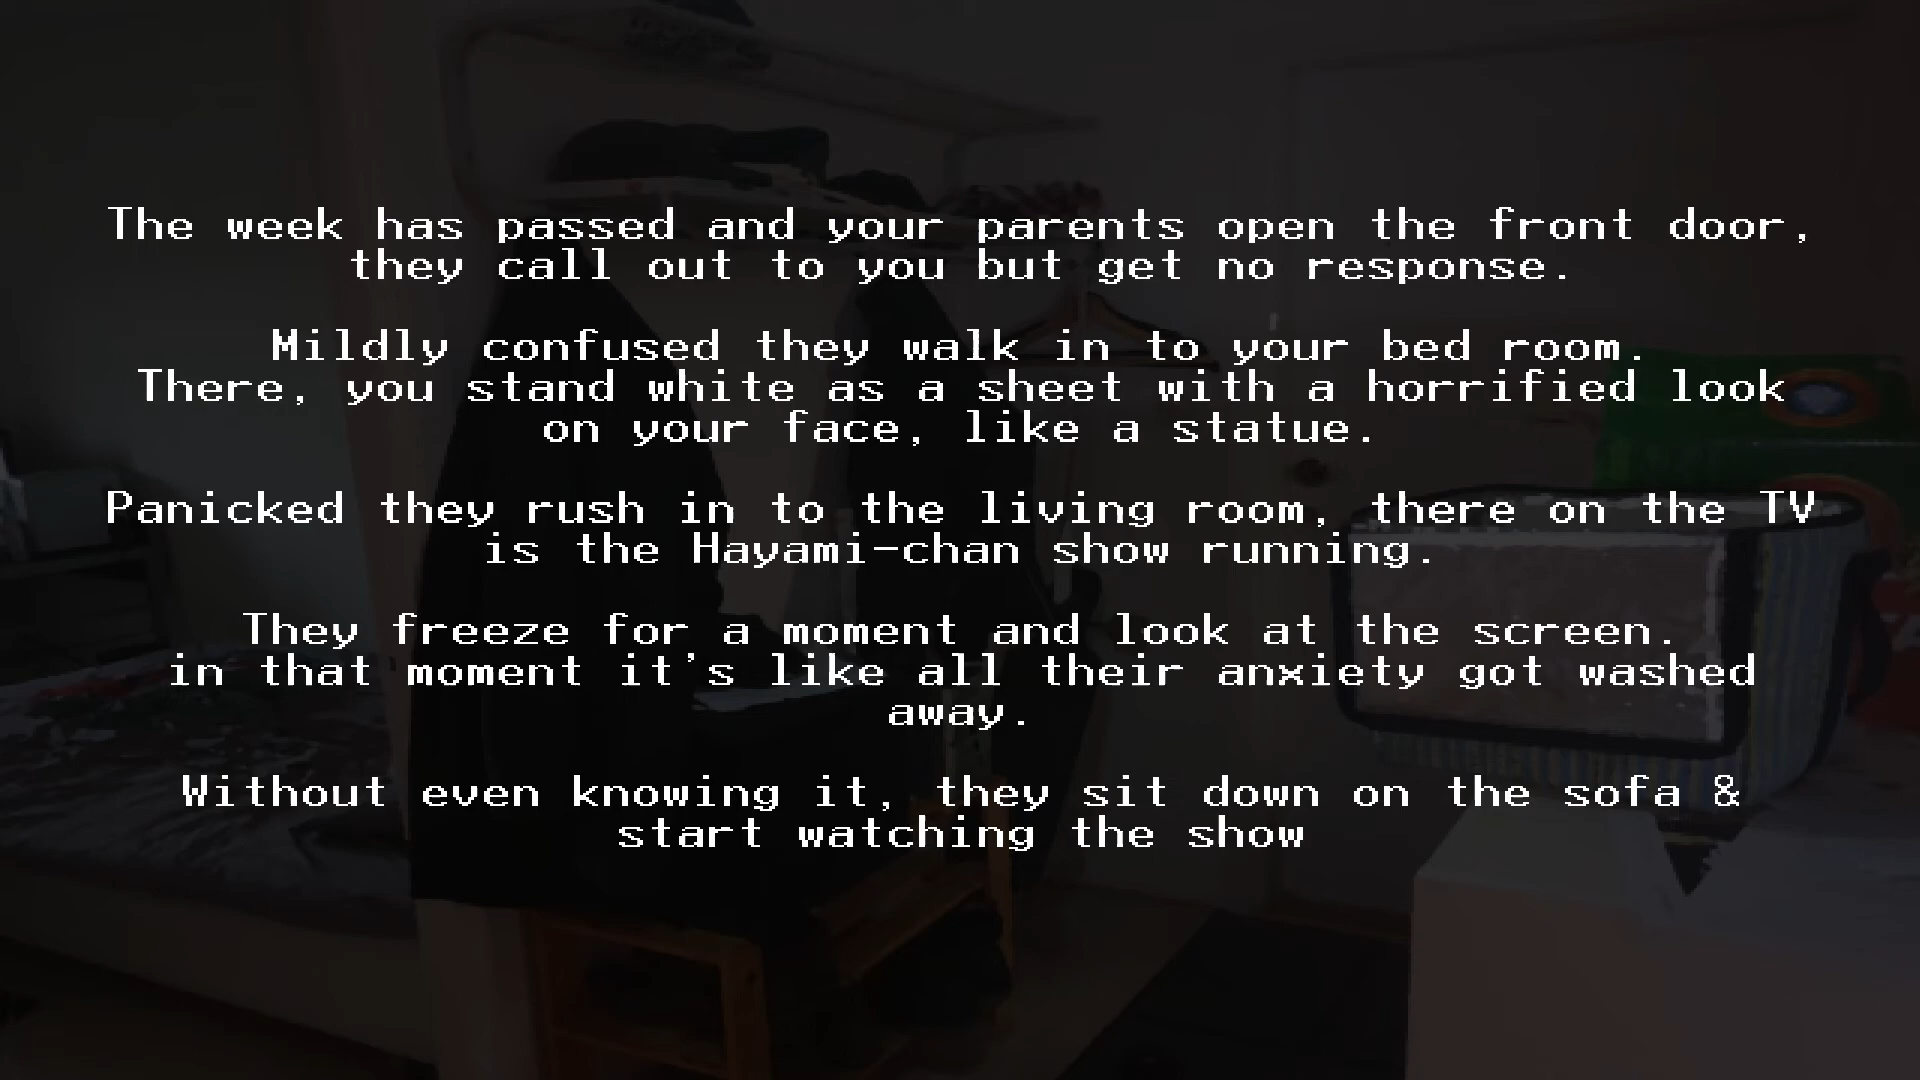 The week has passed and your parents open the front door,
they call out to you but get no response.
Mildly confused they walk in to your bed room.
There, you stand white as a sheet with a horrified look
on your face, like a statue.
Panicked they rush in to the living room, there on the TV
is the Hayami-chan show running.
They freeze for a moment and look at the screen.
in that moment it's like all their anxiety got washed
away.
Without even knowing it, they sit down on the sofa &
start watching the show